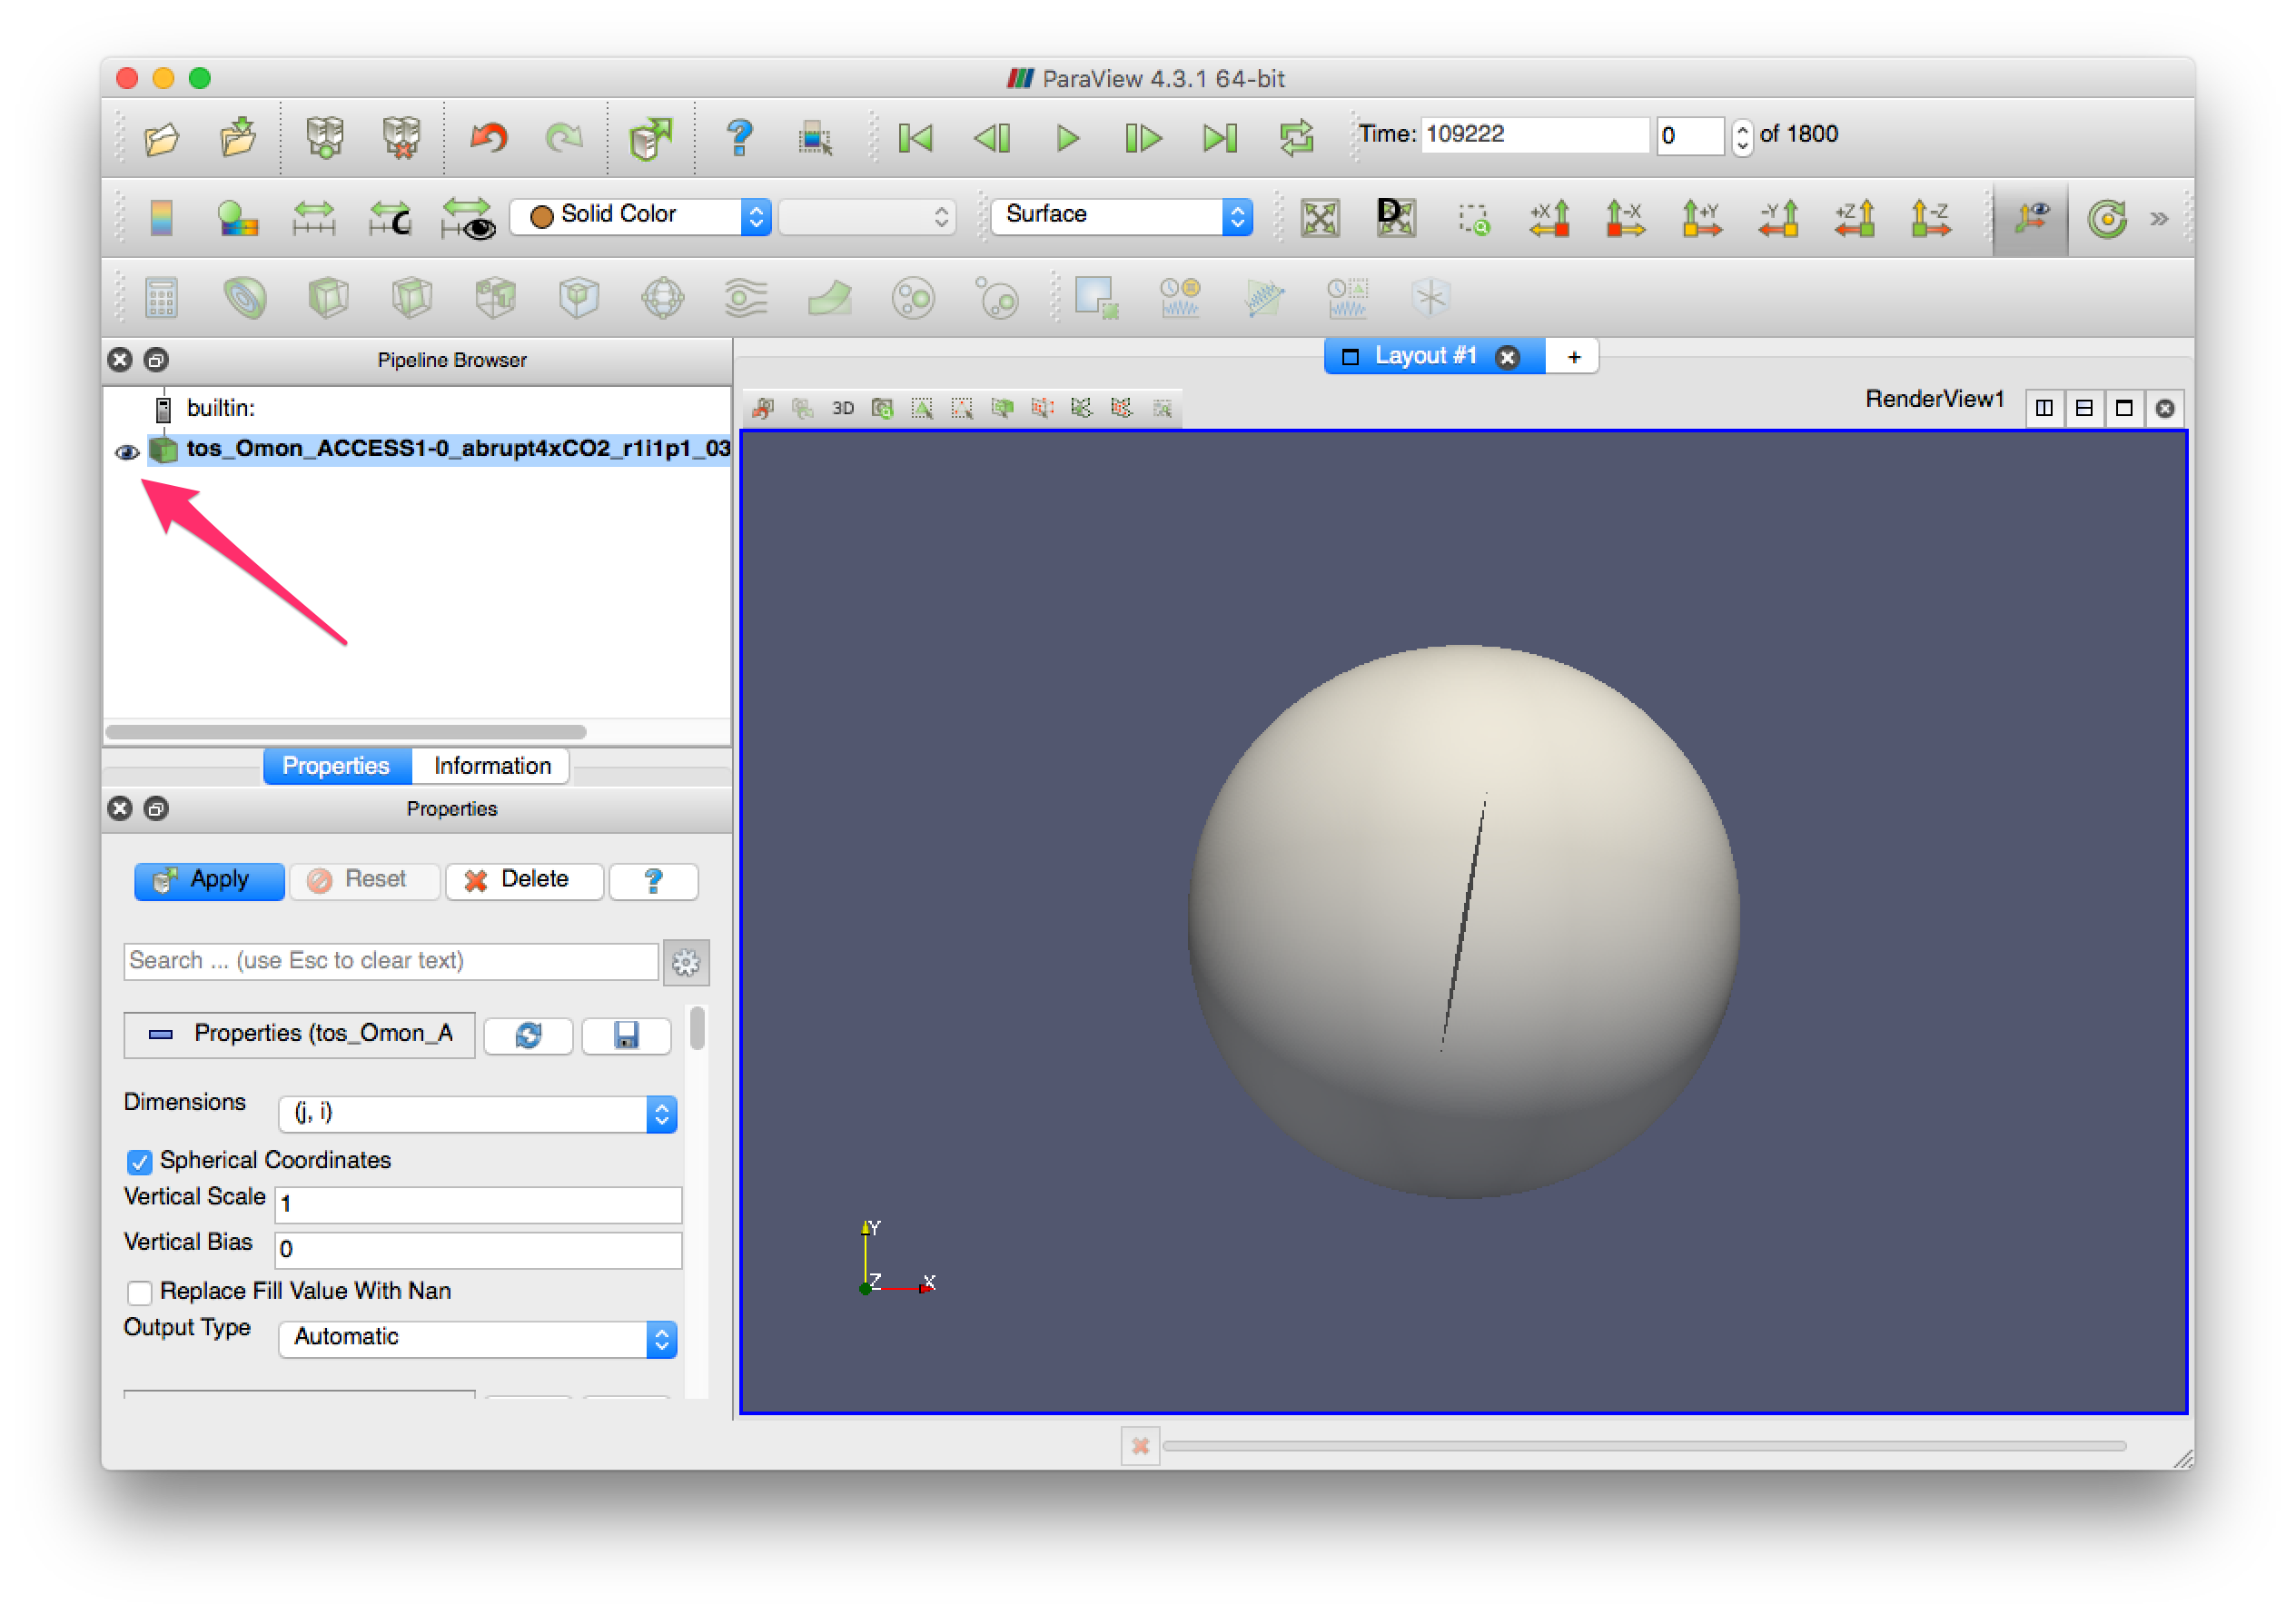 ParaView 4.3.1 64-bit
Time: 109222 0 of 1800
Solid Color Surface D +X -X +Y -Y +Z -Z
Pipeline Browser
builtin:
tos_Omon_ACCESS1-0_abrupt4xCO2_r1i1p1_03
Properties Information
Properties
Apply Reset Delete ?
Search ... (use Esc to clear text)
Properties (tos_Omon_A
Dimensions (j, i)
Spherical Coordinates
Vertical Scale 1
Vertical Bias 0
Replace Fill Value With Nan
Output Type Automatic
Layout #1 +
3D RenderView1
Y
Z X